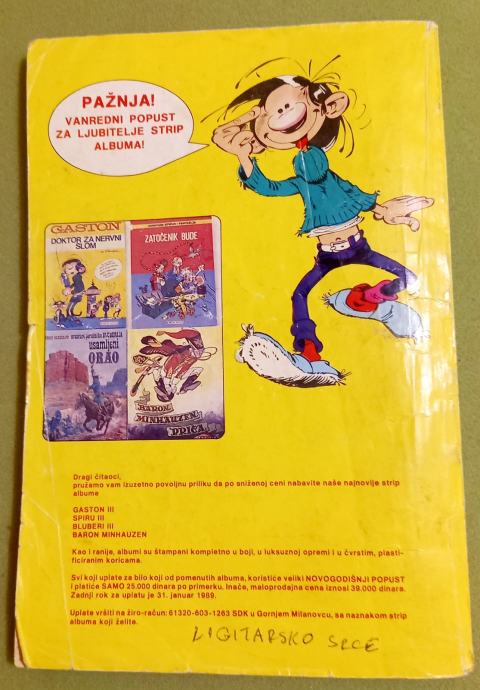 PAŽNJA!
VANREDNI POPUST
ZA LJUBITELJE STRIP
ALBUMA!
GASTON
DOKTOR ZA NERVNI
SLOM
ZATOČENIK BUDE
usamljeni
ORAO
BARON
MINHAUZEN
PRIČA
Dragi čitaoci,
pružamo vam izuzetno povoljnu priliku da po sniženoj ceni nabavite naše najnovije strip
albume
GASTON III
SPIRU III
BLUBERI III
BARON MINHAUZEN
Kao i ranije, albumi su štampani kompletno u boji, u luksuznoj opremi i u čvrstim, plasti-
ficiranim koricama.
Svi koji uplate za bilo koji od pomenutih albuma, koristiće veliki NOVOGODIŠNJI POPUST
i platiće SAMO 25.000 dinara po primerku. Inače, maloprodajna cena iznosi 39.000 dinara.
Zadnji rok za uplatu je 31. januar 1989.
Uplate vršiti na žiro-račun: 61320-603-1263 SDK u Gornjem Milanovcu, sa naznakom strip
albuma koji želite.
LIGITARSKO SRCE